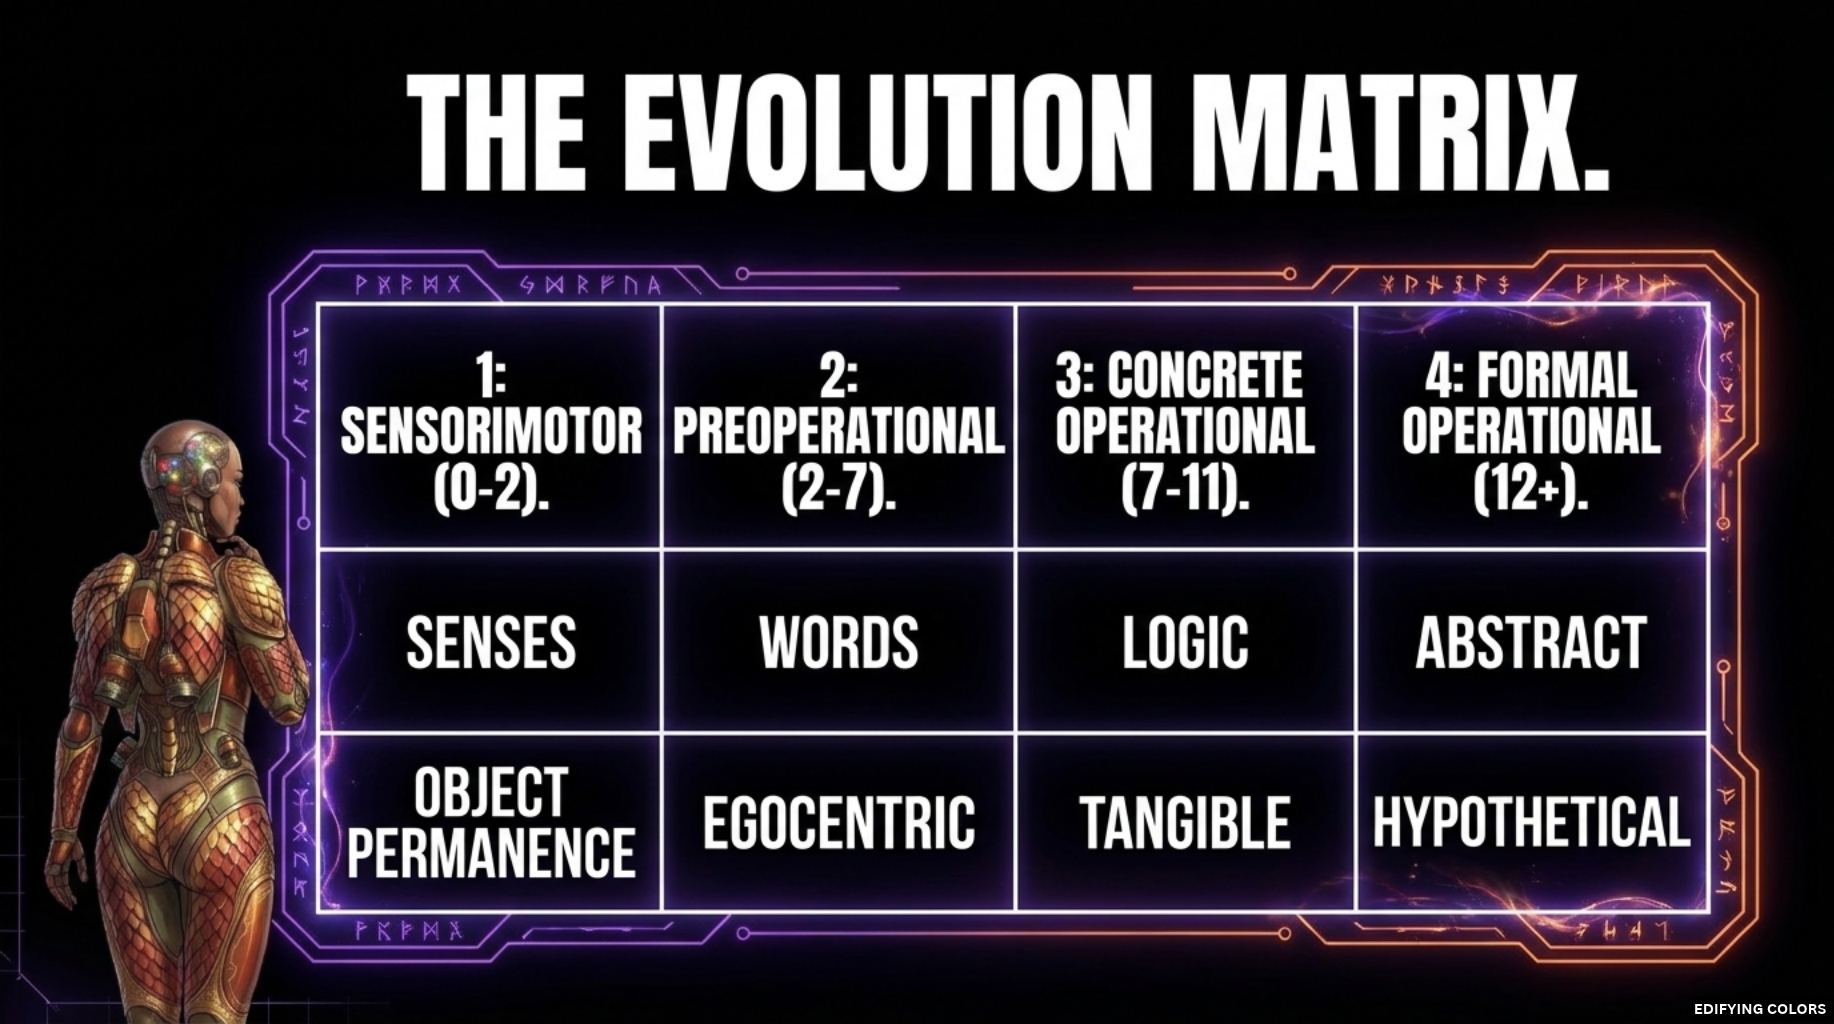 THE EVOLUTION MATRIX.
1:
SENSORIMOTOR
(0-2).
2:
PREOPERATIONAL
(2-7).
3: CONCRETE
OPERATIONAL
(7-11).
4: FORMAL
OPERATIONAL
(12+).
SENSES
WORDS
LOGIC
ABSTRACT
OBJECT
PERMANENCE
EGOCENTRIC
TANGIBLE
HYPOTHETICAL
EDIFYING COLORS